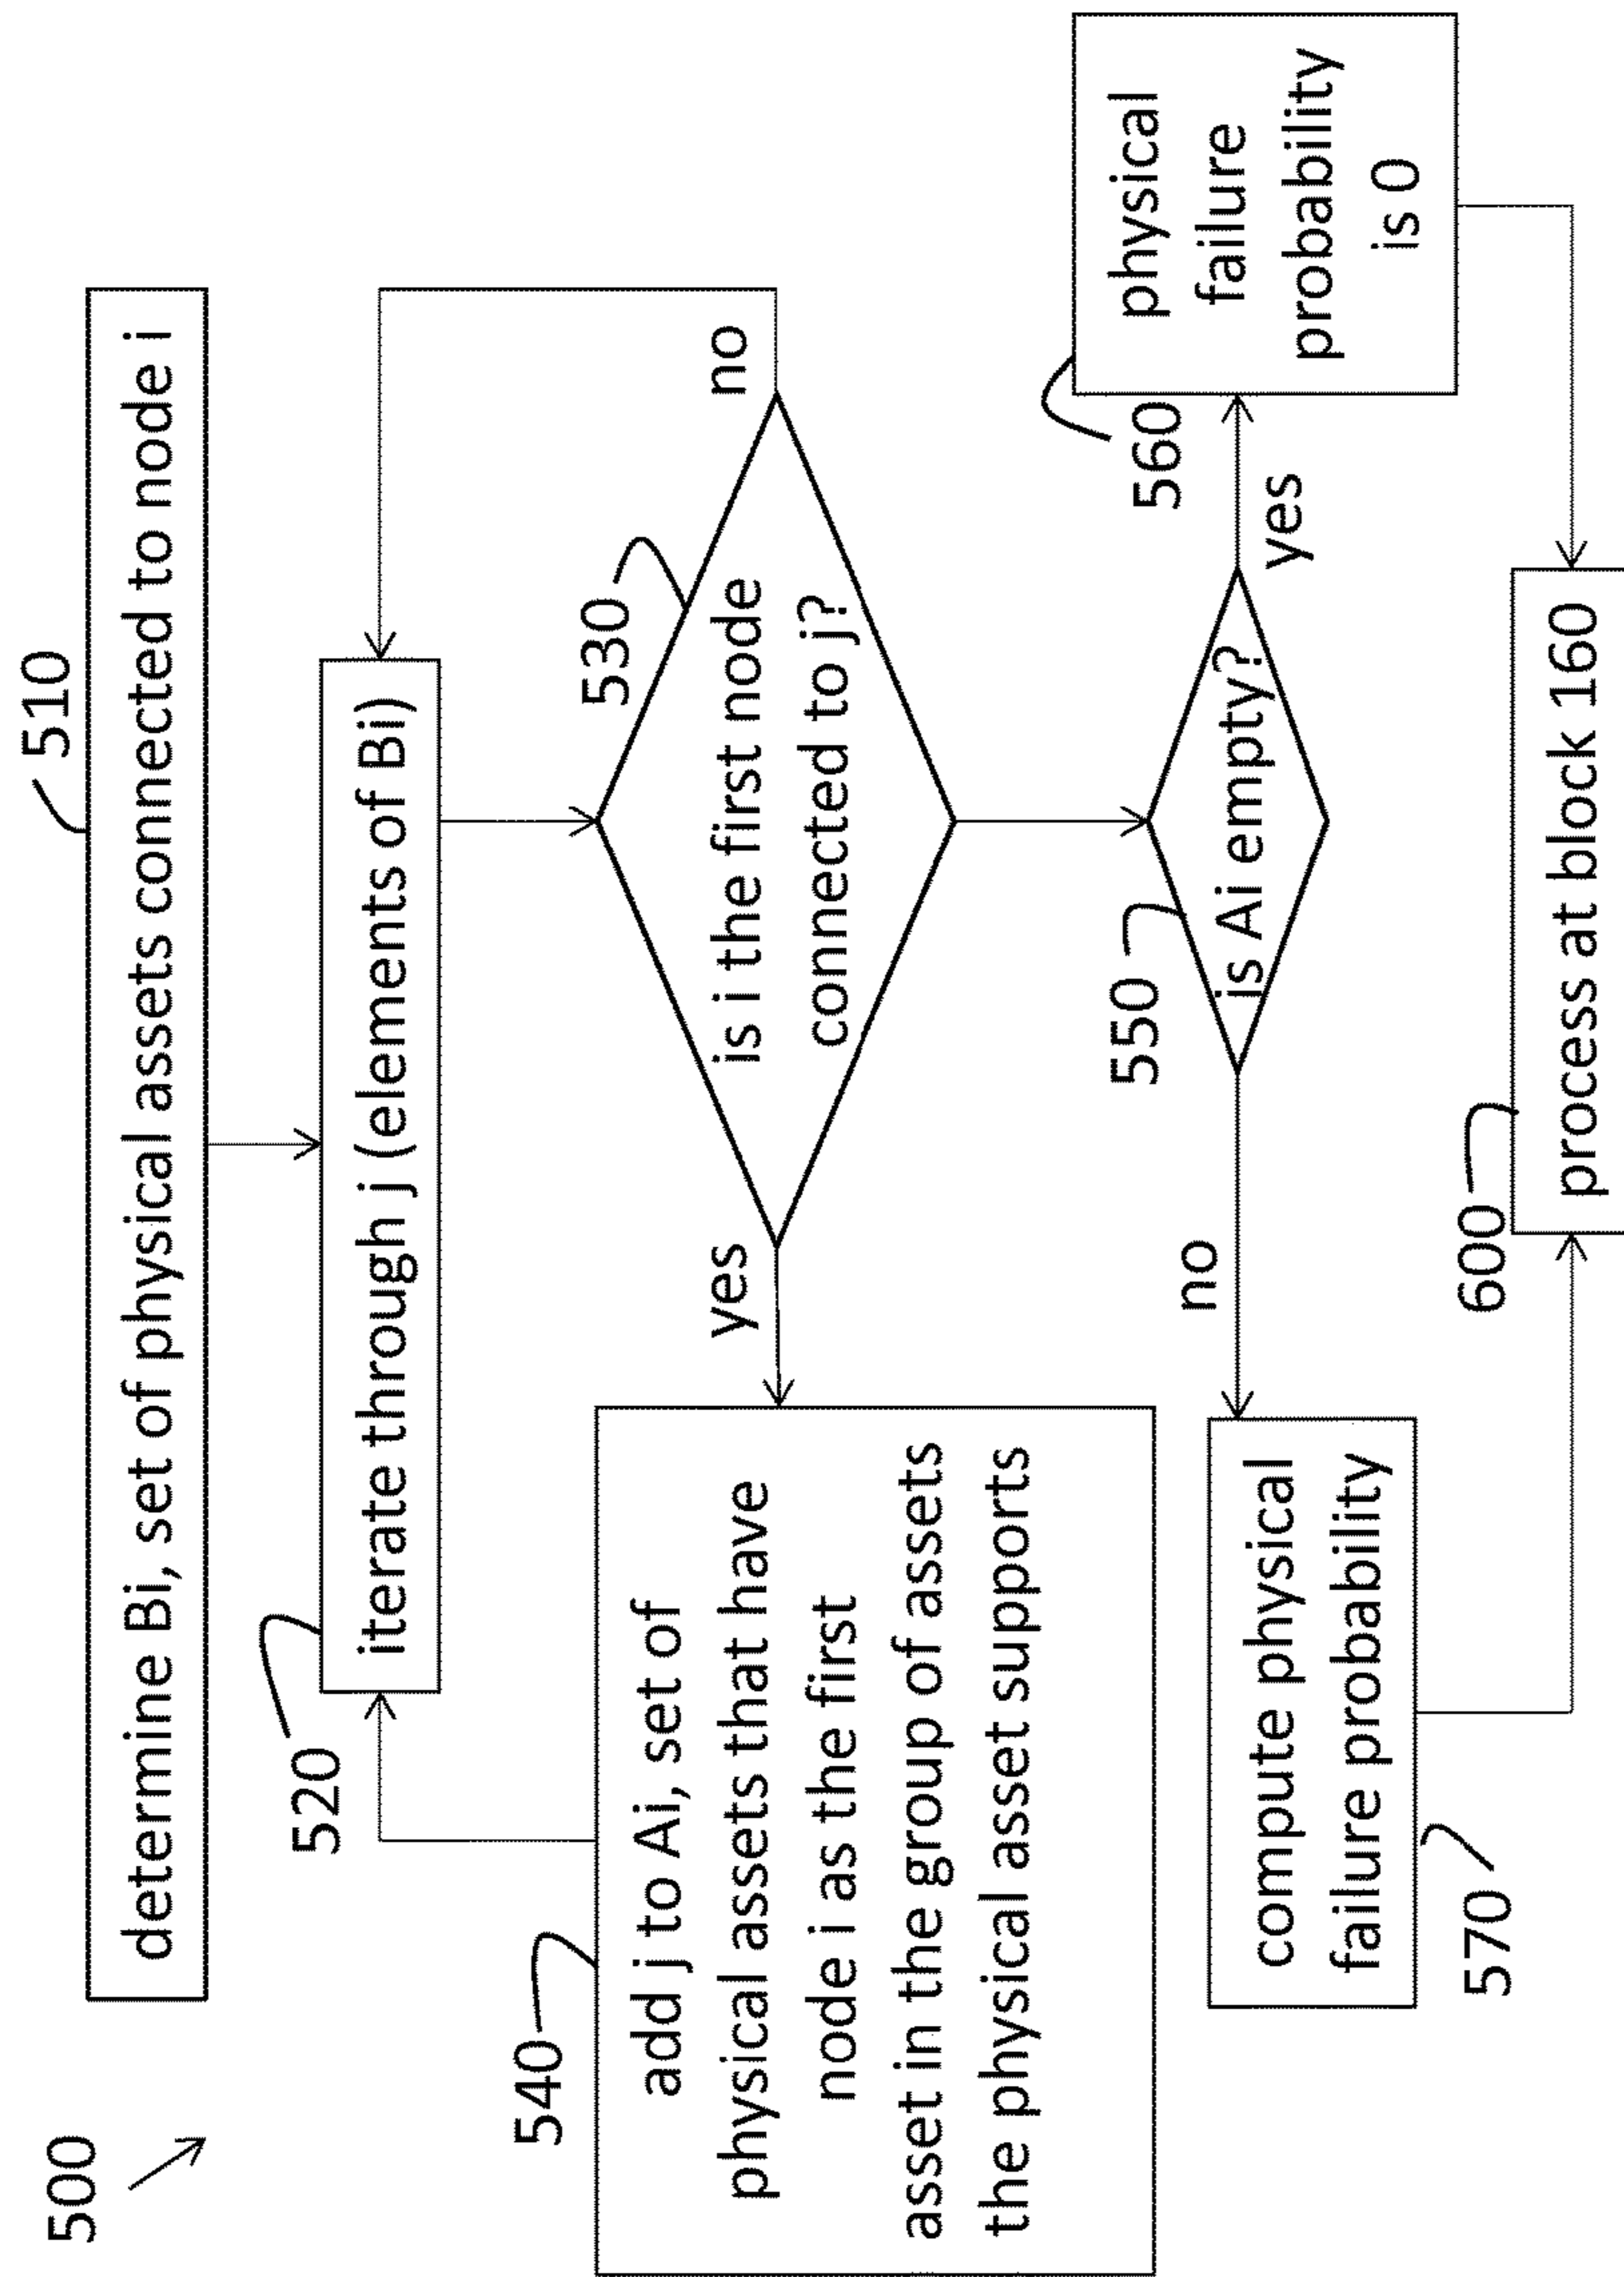 500
510
determine Bi, set of physical assets connected to node i
520
iterate through j (elements of Bi)
530
is i the first node
connected to j?
yes
no
540
add j to Ai, set of
physical assets that have
node i as the first
asset in the group of assets
the physical asset supports
550
is Ai empty?
no
yes
560
physical
failure
probability
is 0
compute physical
failure probability
570
600
process at block 160